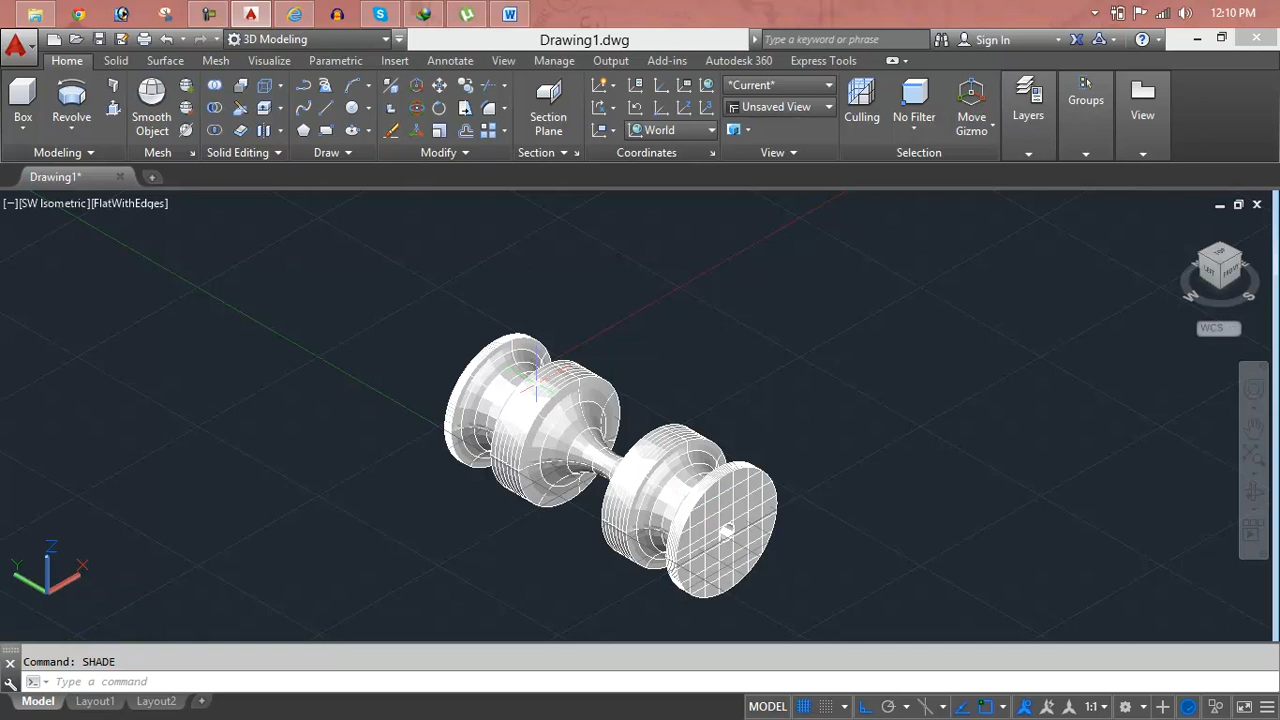 12:10 PM
3D Modeling
Drawing1.dwg
Type a keyword or phrase
Sign In
Home Solid Surface Mesh Visualize Parametric Insert Annotate View Manage Output Add-ins Autodesk 360 Express Tools
*Current*
Unsaved View
World
Box
Revolve
Smooth
Object
Section
Plane
Culling
No Filter
Move
Gizmo
Layers
Groups
View
Modeling
Mesh
Solid Editing
Draw
Modify
Section
Coordinates
View
Selection
Drawing1*
[−][SW Isometric][FlatWithEdges]
TOP
LEFT
FRONT
W
S
WCS
Z
Y
X
Command: SHADE
Type a command
Model Layout1 Layout2
MODEL
1:1